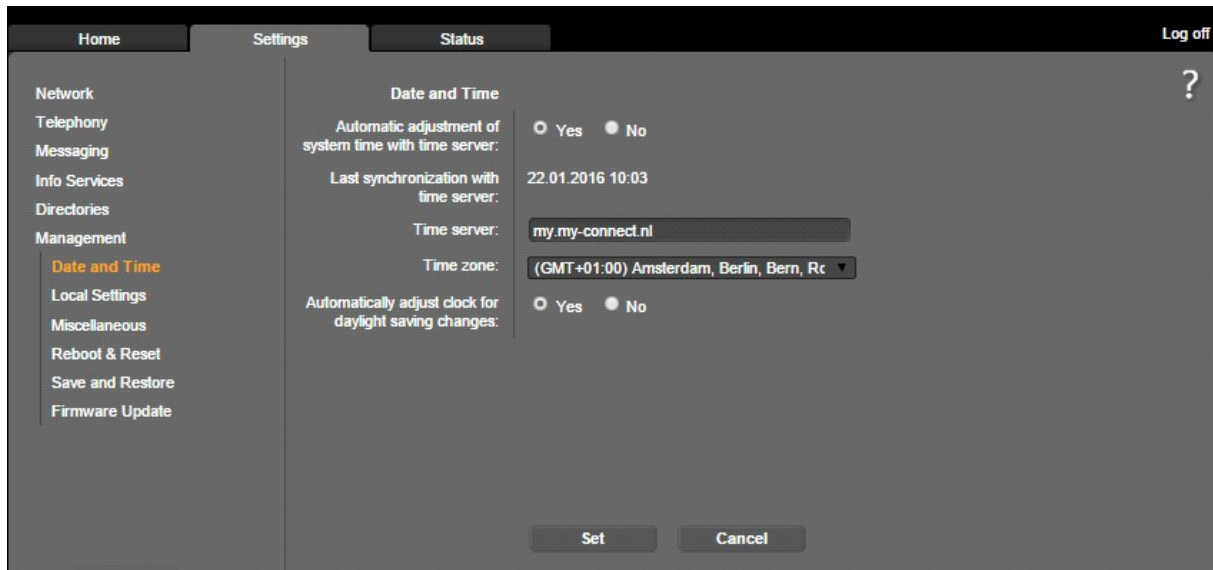 Home
Settings
Status
Log off
?
Network
Telephony
Messaging
Info Services
Directories
Management
Date and Time
Local Settings
Miscellaneous
Reboot & Reset
Save and Restore
Firmware Update
Date and Time
Automatic adjustment of
system time with time server:
Yes No
Last synchronization with
time server:
22.01.2016 10:03
Time server:
my.my-connect.nl
Time zone:
(GMT+01:00) Amsterdam, Berlin, Bern, Rc
Automatically adjust clock for
daylight saving changes:
Yes No
Set
Cancel